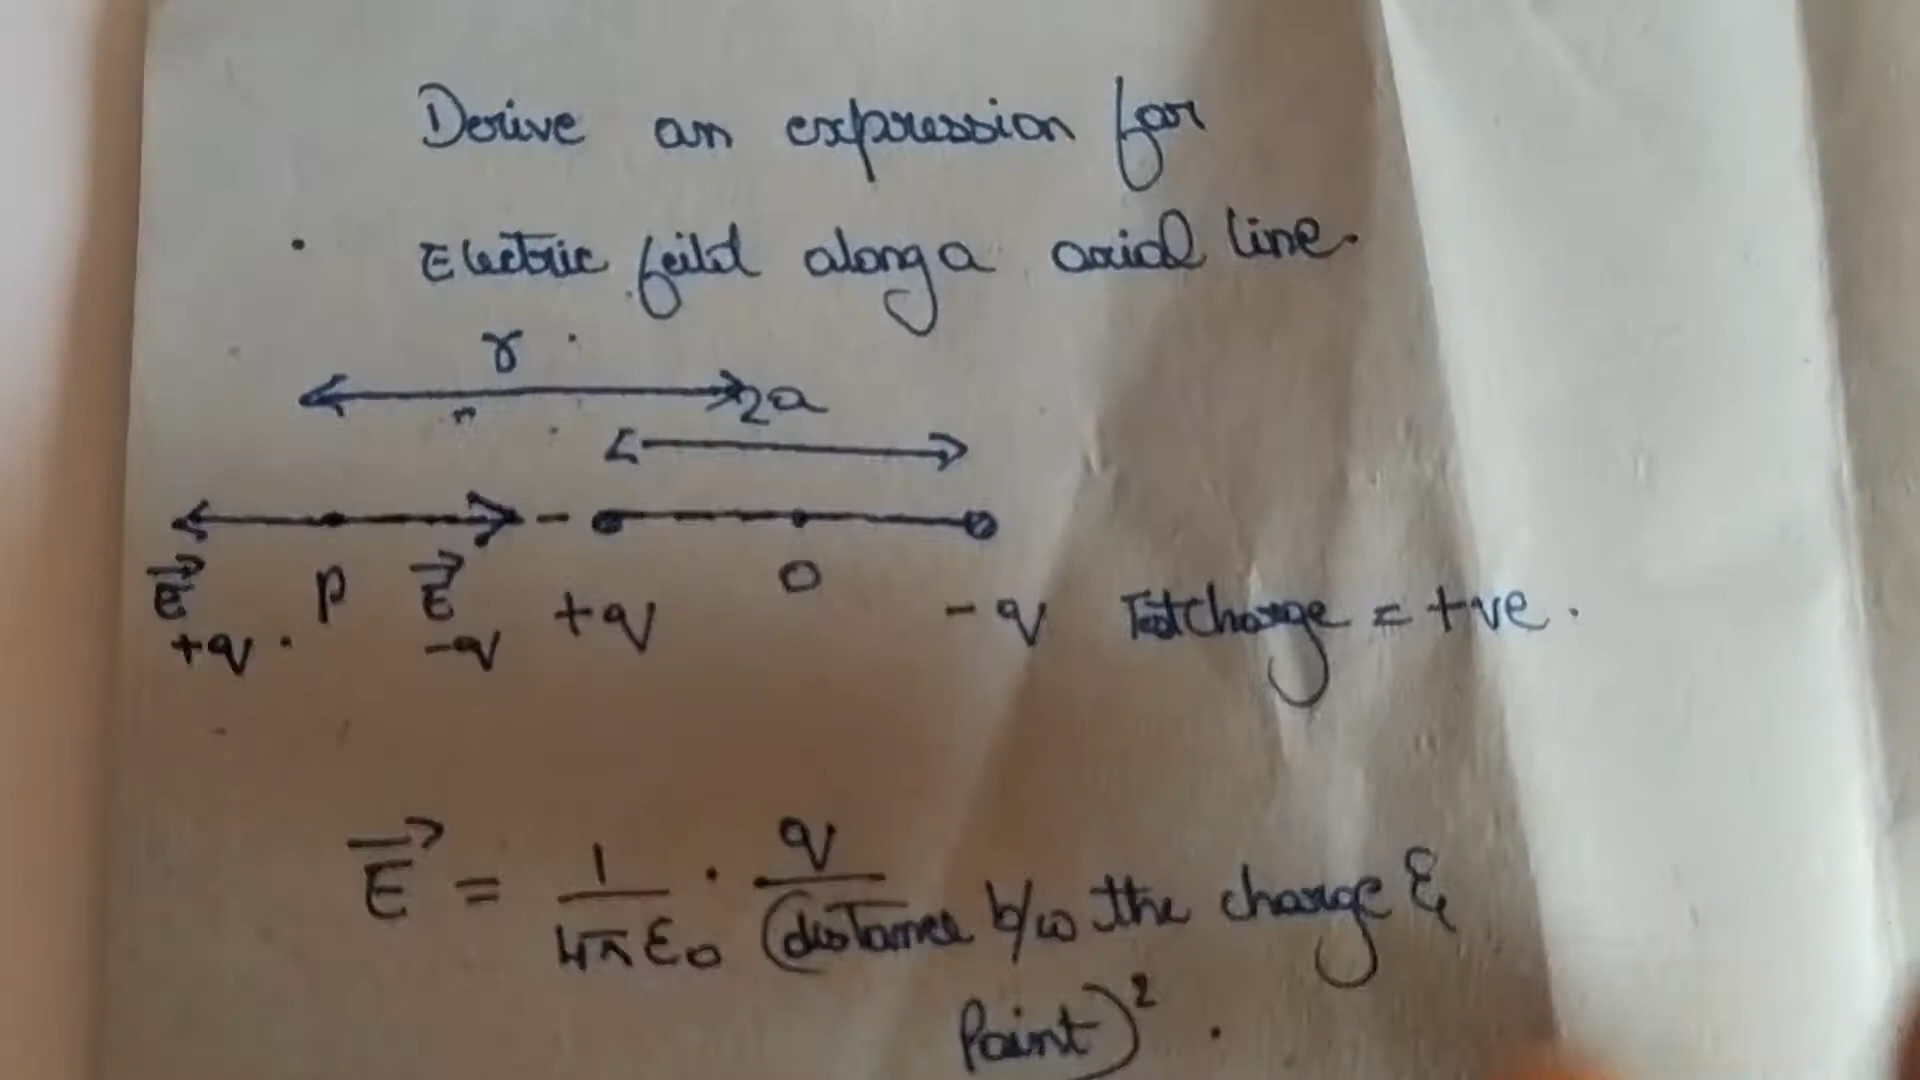 Derive an expression for
Electric feild along a axial line.
r
2a
E⃗ +q P E⃗ -q +q O -q Test charge = +ve.
E⃗ = 1/4πε₀ · q/(distance b/w the charge &
Point)²